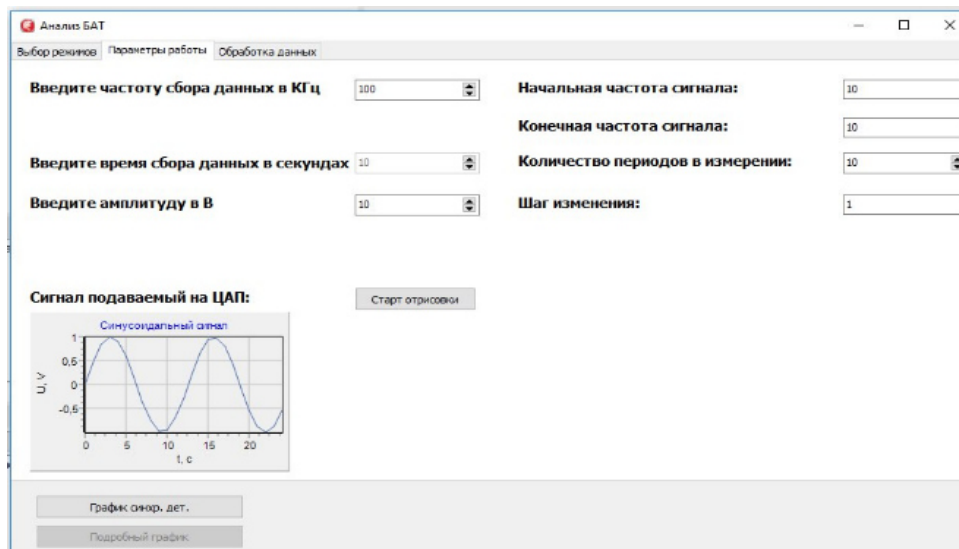 Анализ БАТ
Выбор режимов Параметры работы Обработка данных
Введите частоту сбора данных в КГц 100
Начальная частота сигнала: 10
Конечная частота сигнала: 10
Введите время сбора данных в секундах 10
Количество периодов в измерении: 10
Введите амплитуду в В 10
Шаг изменения: 1
Сигнал подаваемый на ЦАП:
Старт отрисовки
Синусоидальный сигнал
1
0,5
0
-0,5
U, V
0 5 10 15 20
t, c
График синхр. дет.
Подробный график